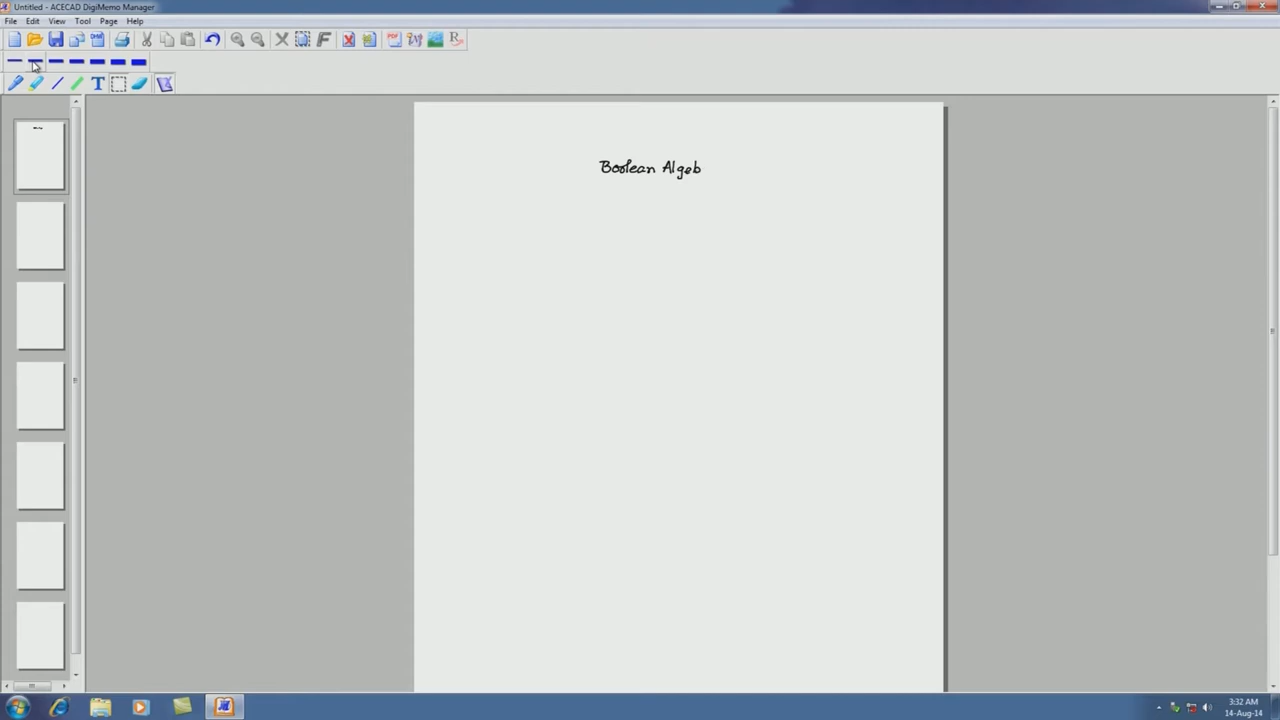 Untitled - ACECAD DigiMemo Manager
File Edit View Tool Page Help
Boolean Algeb
3:32 AM
14-Aug-14